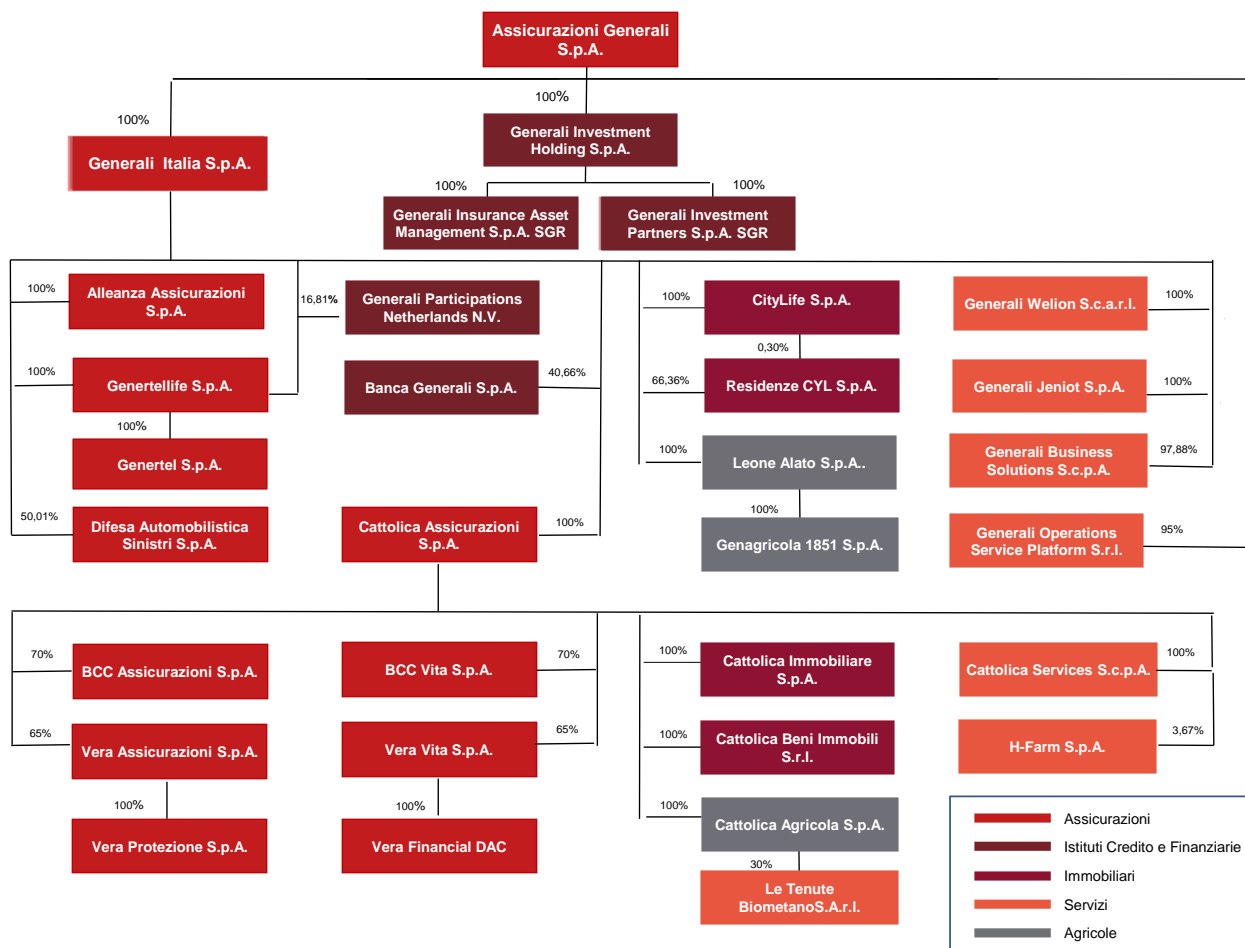 Assicurazioni Generali
S.p.A.
100%
100%
Generali Italia S.p.A.
Generali Investment
Holding S.p.A.
100%
100%
Generali Insurance Asset
Management S.p.A. SGR
Generali Investment
Partners S.p.A. SGR
100%
Alleanza Assicurazioni
S.p.A.
16,81%
Generali Participations
Netherlands N.V.
100%
CityLife S.p.A.
Generali Welion S.c.a.r.l.
100%
0,30%
100%
Genertellife S.p.A.
Banca Generali S.p.A.
40,66%
66,36%
Residenze CYL S.p.A.
Generali Jeniot S.p.A.
100%
100%
Genertel S.p.A.
100%
Leone Alato S.p.A..
Generali Business
Solutions S.c.p.A.
97,88%
100%
50,01%
Difesa Automobilistica
Sinistri S.p.A.
Cattolica Assicurazioni
S.p.A.
100%
Genagricola 1851 S.p.A.
Generali Operations
Service Platform S.r.l.
95%
70%
BCC Assicurazioni S.p.A.
BCC Vita S.p.A.
70%
100%
Cattolica Immobiliare
S.p.A.
Cattolica Services S.c.p.A.
100%
65%
Vera Assicurazioni S.p.A.
Vera Vita S.p.A.
65%
100%
Cattolica Beni Immobili
S.r.l.
H-Farm S.p.A.
3,67%
100%
100%
100%
Vera Protezione S.p.A.
Vera Financial DAC
Cattolica Agricola S.p.A.
30%
Le Tenute
BiometanoS.A.r.l.
Assicurazioni
Istituti Credito e Finanziarie
Immobiliari
Servizi
Agricole